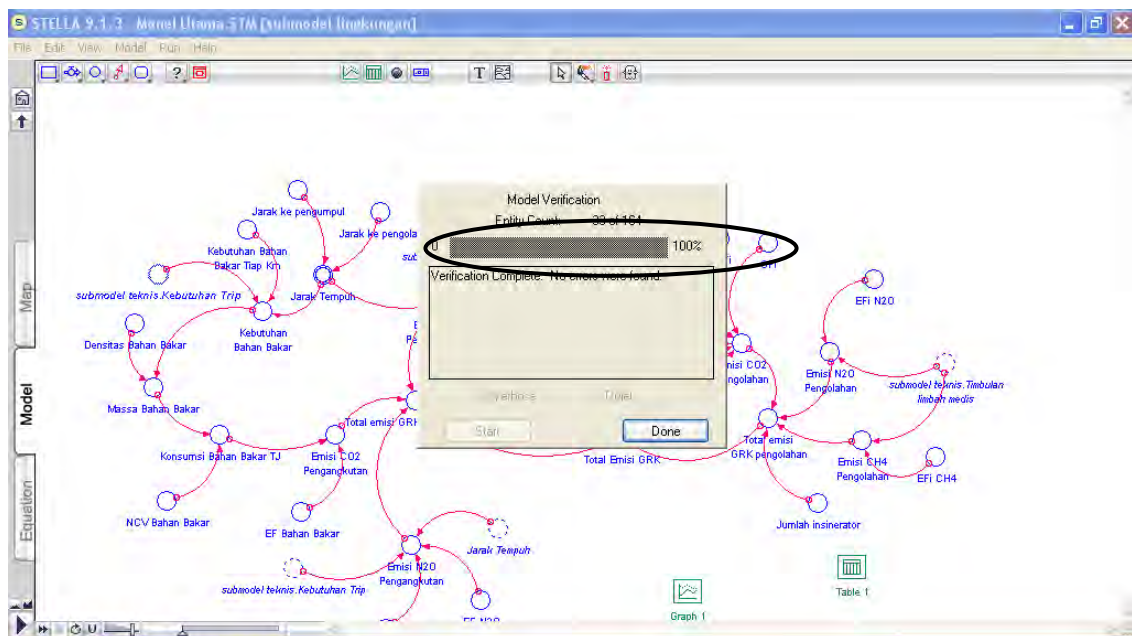 STELLA 9.1.3 Model Utama.STM [submodel lingkungan]
File Edit View Model Run Help
Model Verification
Entity Count:
0 100%
Verification Complete. No errors were found.
Start
Done
Map
Model
Equation
Jarak ke pengumpul
Kebutuhan Bahan
Bakar Tiap Km
submodel teknis.Kebutuhan Trip
Jarak Tempuh
Kebutuhan
Bahan Bakar
Densitas Bahan Bakar
Massa Bahan Bakar
Konsumsi Bahan Bakar TJ
Emisi CO2
Pengangkutan
NCV Bahan Bakar
EF Bahan Bakar
Total emisi
Total Emisi GRK
Emisi N2O
Pengangkutan
submodel teknis.Kebutuhan Trip
Jarak Tempuh
EFi N2O
Emisi N2O
Pengolahan
submodel teknis.Timbulan
limbah medis
Total emisi
GRK pengolahan
Emisi CH4
Pengolahan
EFi CH4
Jumlah insinerator
Graph 1
Table 1